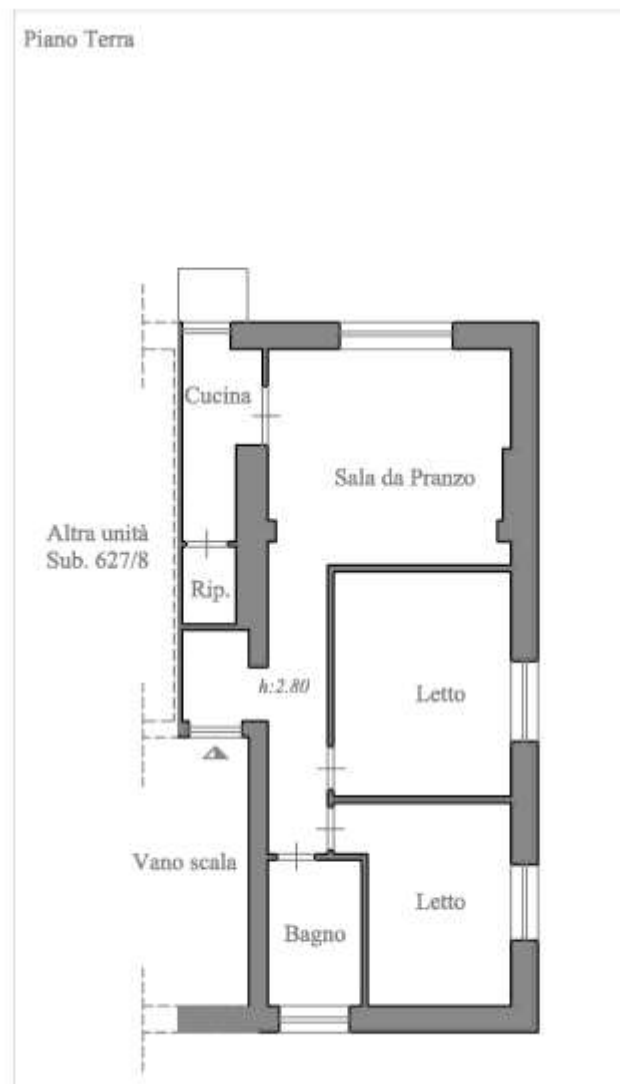 Piano Terra
Cucina
Sala da Pranzo
Altra unità
Sub. 627/8
Rip.
h:2.80
Letto
Vano scala
Letto
Bagno